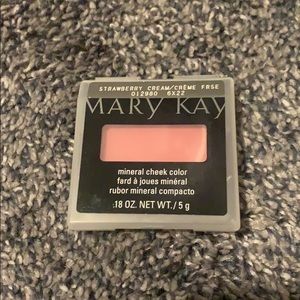 STRAWBERRY CREAM/CRÈME FRSE
012980 6X22
MARY KAY
mineral cheek color
fard à joues minéral
rubor mineral compacto
.18 OZ. NET WT. / 5 g